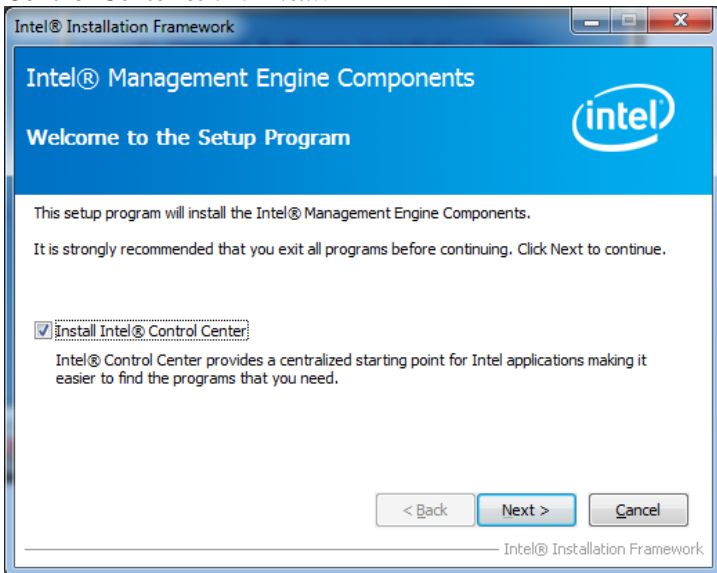 Intel® Installation Framework
Intel® Management Engine Components
Welcome to the Setup Program
intel
This setup program will install the Intel® Management Engine Components.
It is strongly recommended that you exit all programs before continuing. Click Next to continue.
Install Intel® Control Center
Intel® Control Center provides a centralized starting point for Intel applications making it
easier to find the programs that you need.
< Back Next > Cancel
Intel® Installation Framework